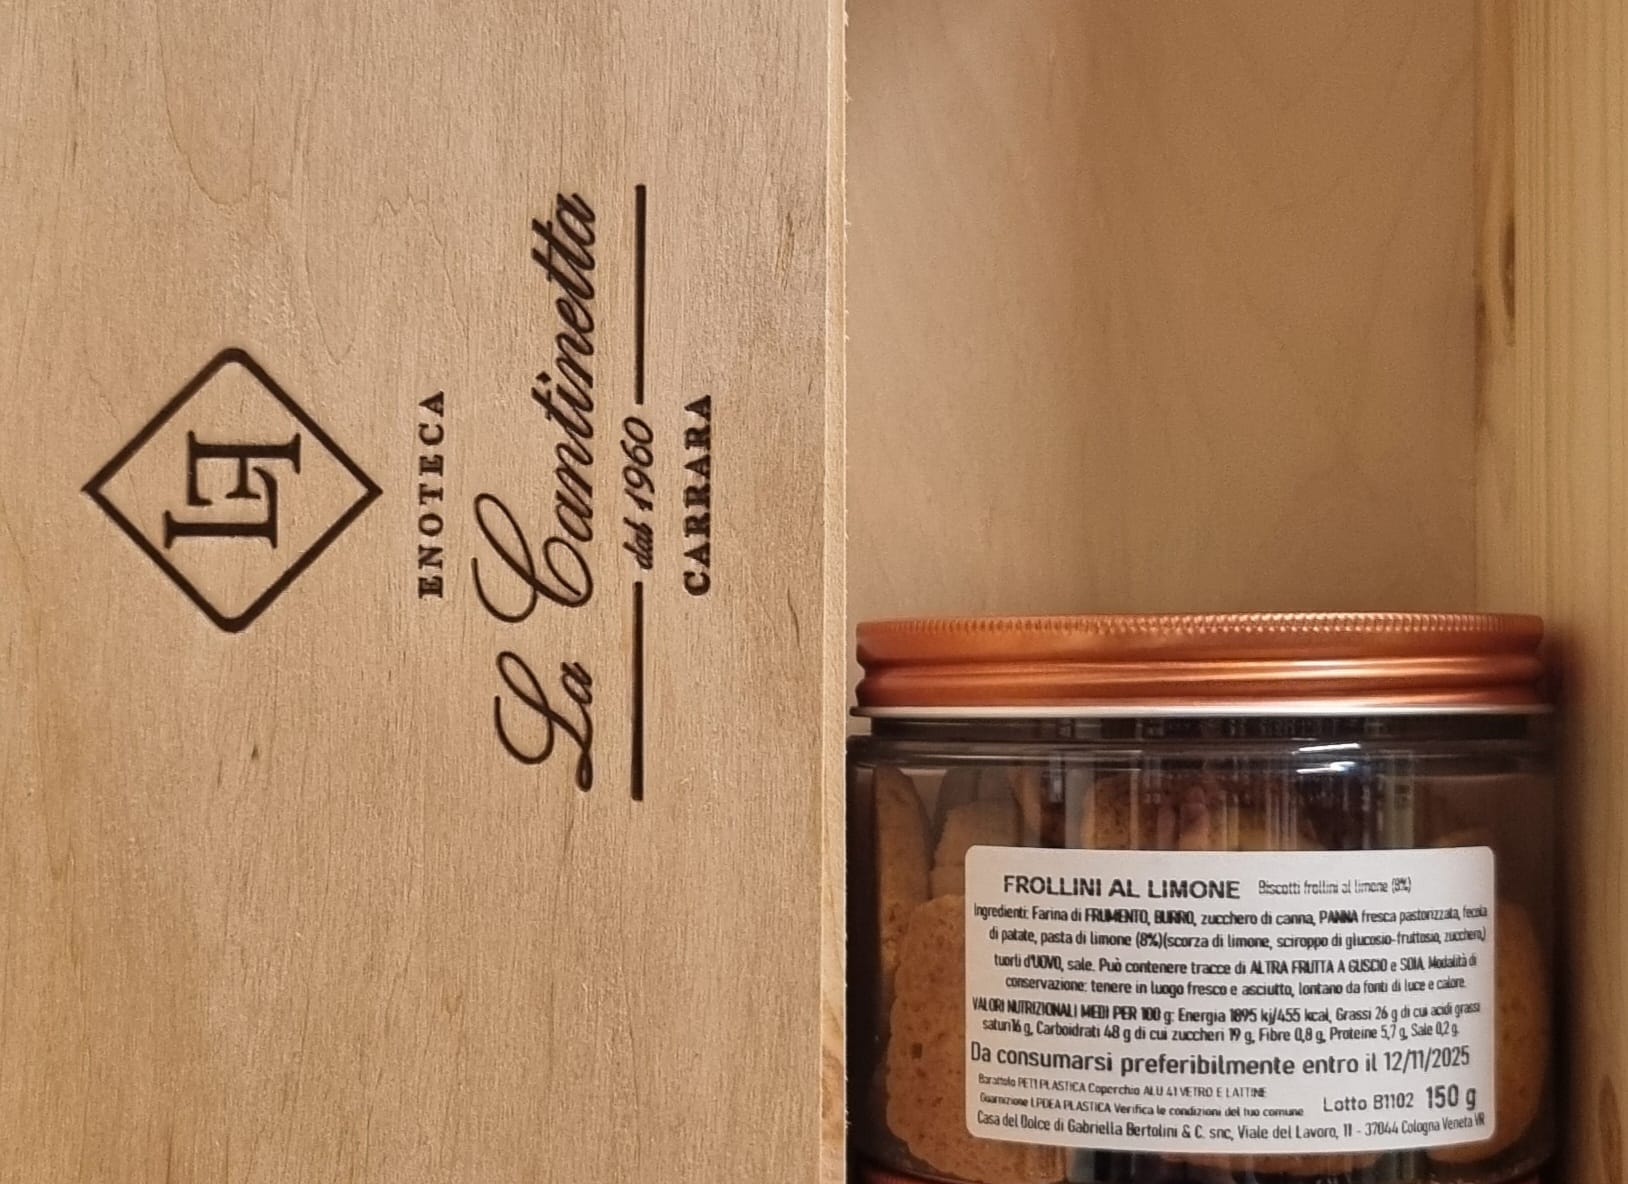 LF
ENOTECA
La Cantinetta
dal 1960
CARRARA
FROLLINI AL LIMONE Biscotti frollini al limone (8%)
Ingredienti: Farina di FRUMENTO, BURRO, zucchero di canna, PANNA fresca pastorizzata, fecola
di patate, pasta di limone (8%)(scorza di limone, sciroppo di glucosio-fruttosio, zucchero,)
tuorli d'UOVO, sale. Può contenere tracce di ALTRA FRUTTA A GUSCIO e SOIA. Modalità di
conservazione: tenere in luogo fresco e asciutto, lontano da fonti di luce e calore.
VALORI NUTRIZIONALI MEDI PER 100 g: Energia 1895 kj/455 kcal, Grassi 26 g di cui acidi grassi
saturi 16 g, Carboidrati 48 g di cui zuccheri 19 g, Fibre 0,8 g, Proteine 5,7 g, Sale 0,2 g.
Da consumarsi preferibilmente entro il 12/11/2025
Barattolo PET1 PLASTICA Coperchio ALU 41 VETRO E LATTINE
Guarnizione LPDEA PLASTICA Verifica le condizioni del tuo comune Lotto B1102 150 g
Casa del Dolce di Gabriella Bertolini & C. snc, Viale del Lavoro, 11 - 37044 Cologna Veneta VR